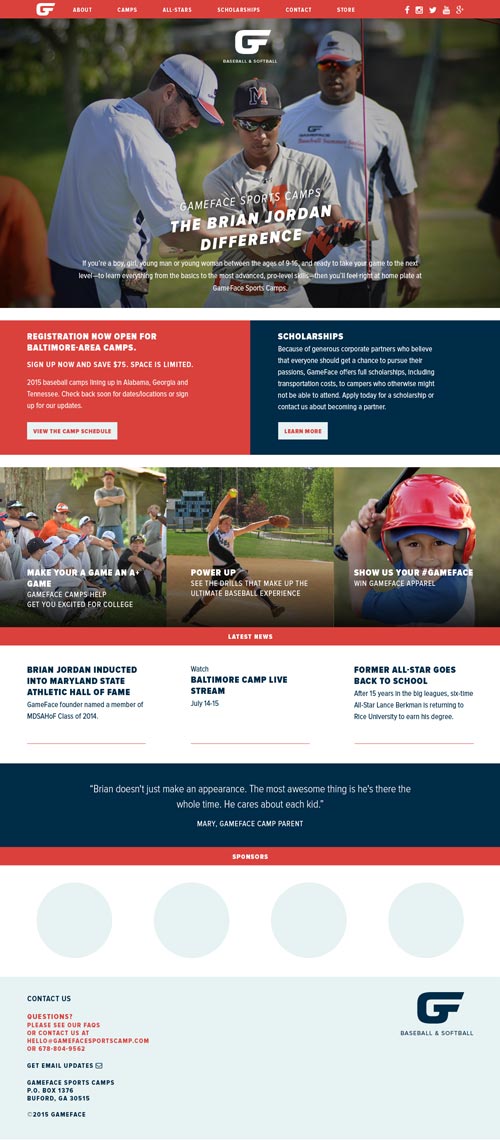 GF
ABOUT
CAMPS
ALL-STARS
SCHOLARSHIPS
CONTACT
STORE
GF
BASEBALL & SOFTBALL
M
GAMEFACE
GAMEFACE SPORTS CAMPS
THE BRIAN JORDAN
DIFFERENCE
If you're a boy, girl, young man or young woman between the ages of 9-16, and ready to take your game to the next
level—to learn everything from the basics to the most advanced, pro-level skills—then you'll feel right at home plate at
GameFace Sports Camps.
REGISTRATION NOW OPEN FOR
BALTIMORE-AREA CAMPS.
SIGN UP NOW AND SAVE $75. SPACE IS LIMITED.
2015 baseball camps lining up in Alabama, Georgia and
Tennessee. Check back soon for dates/locations or sign
up for our updates.
VIEW THE CAMP SCHEDULE
SCHOLARSHIPS
Because of generous corporate partners who believe
that everyone should get a chance to pursue their
passions, GameFace offers full scholarships, including
transportation costs, to campers who otherwise might
not be able to attend. Apply today for a scholarship or
contact us about becoming a partner.
LEARN MORE
MAKE YOUR A GAME AN A+
GAME
GAMEFACE CAMPS HELP
GET YOU EXCITED FOR COLLEGE
POWER UP
SEE THE DRILLS THAT MAKE UP THE
ULTIMATE BASEBALL EXPERIENCE
SHOW US YOUR #GAMEFACE
WIN GAMEFACE APPAREL
LATEST NEWS
BRIAN JORDAN INDUCTED
INTO MARYLAND STATE
ATHLETIC HALL OF FAME
GameFace founder named a member of
MDSAHoF Class of 2014.
Watch
BALTIMORE CAMP LIVE
STREAM
July 14-15
FORMER ALL-STAR GOES
BACK TO SCHOOL
After 15 years in the big leagues, six-time
All-Star Lance Berkman is returning to
Rice University to earn his degree.
"Brian doesn't just make an appearance. The most awesome thing is he's there the
whole time. He cares about each kid."
MARY, GAMEFACE CAMP PARENT
SPONSORS
CONTACT US
QUESTIONS?
PLEASE SEE OUR FAQS
OR CONTACT US AT
HELLO@GAMEFACESPORTSCAMP.COM
OR 678-804-9562
GET EMAIL UPDATES
GAMEFACE SPORTS CAMPS
P.O. BOX 1376
BUFORD, GA 30515
©2015 GAMEFACE
GF
BASEBALL & SOFTBALL